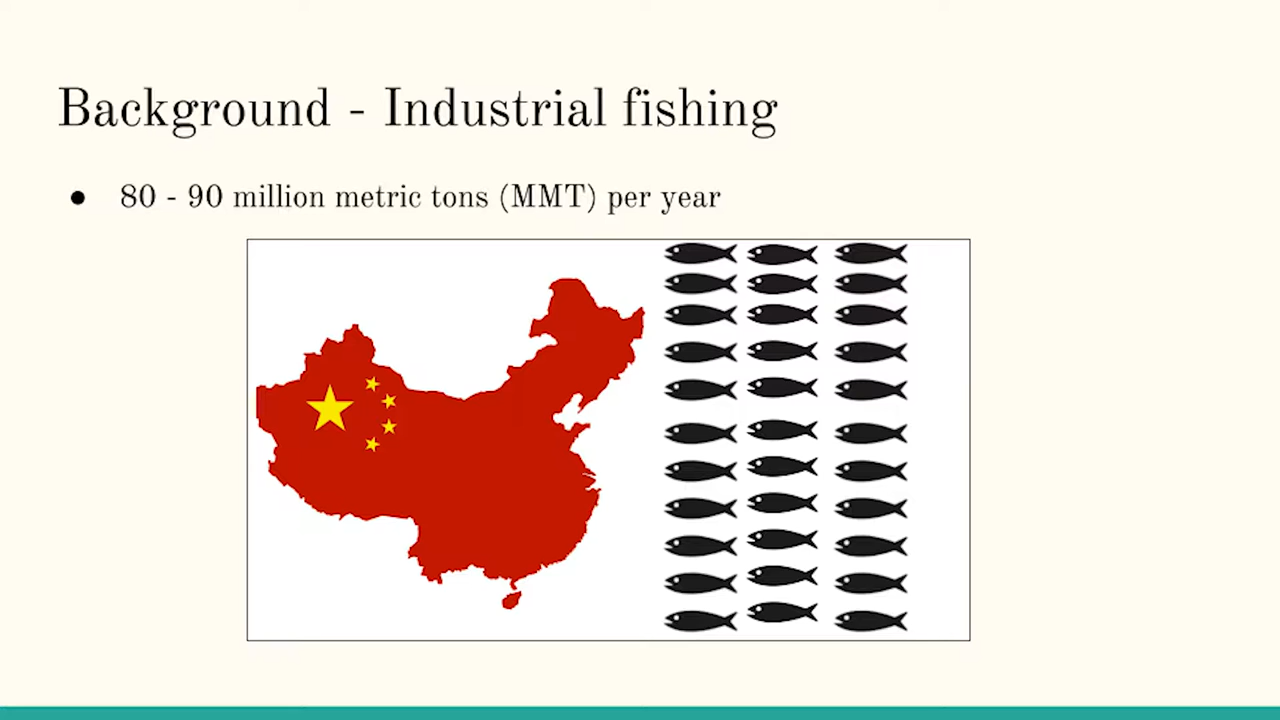 Background - Industrial fishing
● 80 - 90 million metric tons (MMT) per year